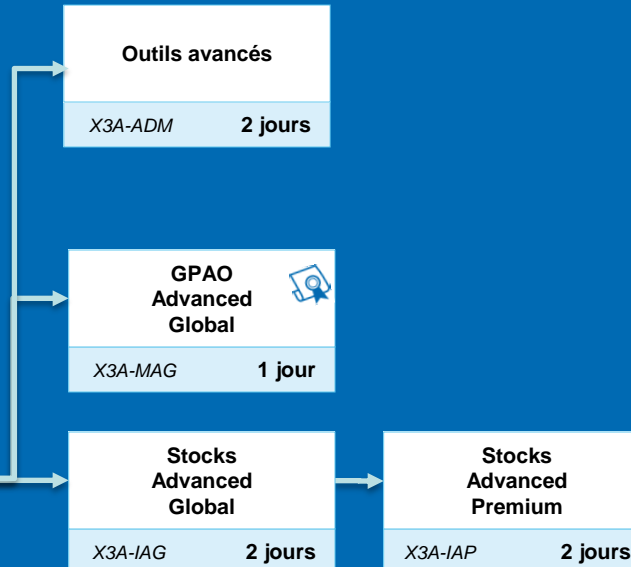 Outils avancés
X3A-ADM 2 jours
GPAO
Advanced
Global
X3A-MAG 1 jour
Stocks
Advanced
Global
X3A-IAG 2 jours
Stocks
Advanced
Premium
X3A-IAP 2 jours